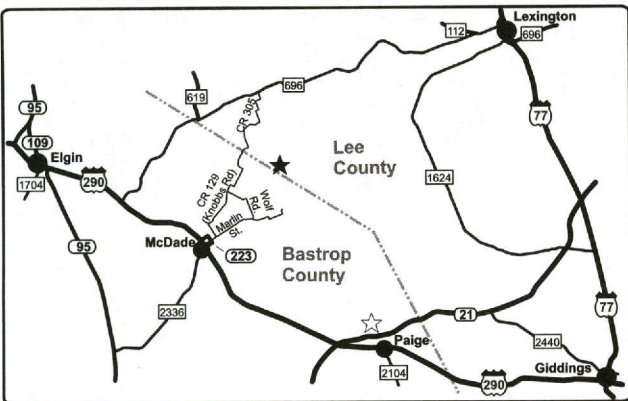 Lexington
112
696
95
619
696
CR 305
77
109
Elgin
Lee
County
1704
290
1624
CR 129
(Knobbs Rd)
Wolf
Rd.
Marlin
St.
95
McDade
223
Bastrop
County
77
2336
21
Paige
2440
2104
290
Giddings